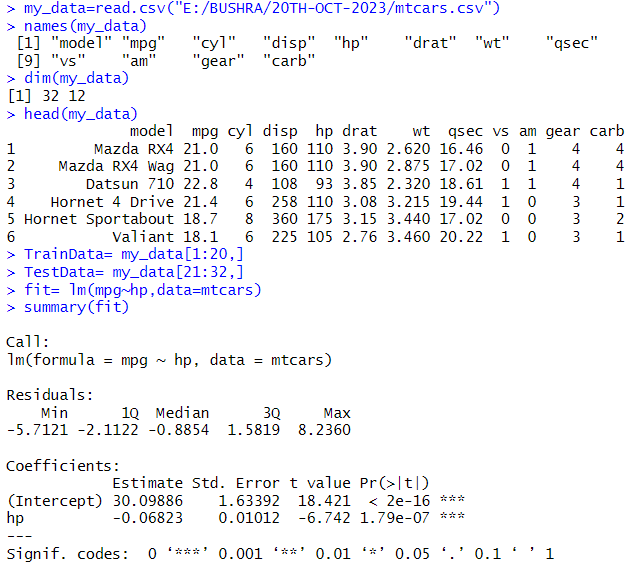 > my_data=read.csv("E:/BUSHRA/20TH-OCT-2023/mtcars.csv")
> names(my_data)
 [1] "model" "mpg"   "cyl"   "disp"  "hp"    "drat"  "wt"    "qsec"
 [9] "vs"    "am"    "gear"  "carb"
> dim(my_data)
[1] 32 12
> head(my_data)
              model  mpg cyl disp  hp drat    wt  qsec vs am gear carb
1         Mazda RX4 21.0   6  160 110 3.90 2.620 16.46  0  1    4    4
2     Mazda RX4 Wag 21.0   6  160 110 3.90 2.875 17.02  0  1    4    4
3        Datsun 710 22.8   4  108  93 3.85 2.320 18.61  1  1    4    1
4    Hornet 4 Drive 21.4   6  258 110 3.08 3.215 19.44  1  0    3    1
5 Hornet Sportabout 18.7   8  360 175 3.15 3.440 17.02  0  0    3    2
6           Valiant 18.1   6  225 105 2.76 3.460 20.22  1  0    3    1
> TrainData= my_data[1:20,]
> TestData= my_data[21:32,]
> fit= lm(mpg~hp,data=mtcars)
> summary(fit)
Call:
lm(formula = mpg ~ hp, data = mtcars)
Residuals:
    Min      1Q  Median      3Q     Max
-5.7121 -2.1122 -0.8854  1.5819  8.2360
Coefficients:
            Estimate Std. Error t value Pr(>|t|)
(Intercept) 30.09886    1.63392  18.421  < 2e-16 ***
hp          -0.06823    0.01012  -6.742 1.79e-07 ***
---
Signif. codes:  0 ‘***’ 0.001 ‘**’ 0.01 ‘*’ 0.05 ‘.’ 0.1 ‘ ’ 1